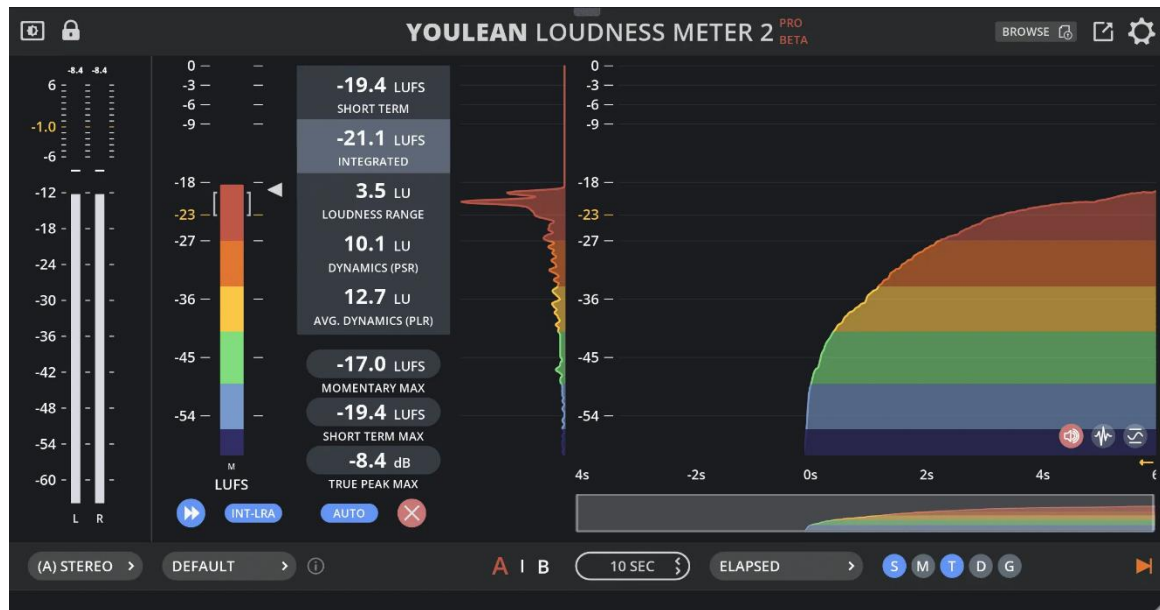 YOULEAN LOUDNESS METER 2 PRO BETA
BROWSE
-8.4 -8.4
6
-1.0
-6
-12
-18
-24
-30
-36
-42
-48
-54
-60
L R
0
-3
-6
-9
-18
-23
-27
-36
-45
-54
M
LUFS
-19.4 LUFS
SHORT TERM
-21.1 LUFS
INTEGRATED
3.5 LU
LOUDNESS RANGE
10.1 LU
DYNAMICS (PSR)
12.7 LU
AVG. DYNAMICS (PLR)
-17.0 LUFS
MOMENTARY MAX
-19.4 LUFS
SHORT TERM MAX
-8.4 dB
TRUE PEAK MAX
INT-LRA
AUTO
0
-3
-6
-9
-18
-23
-27
-36
-45
-54
4s -2s 0s 2s 4s
(A) STEREO
DEFAULT
A B
10 SEC
ELAPSED
S M T D G